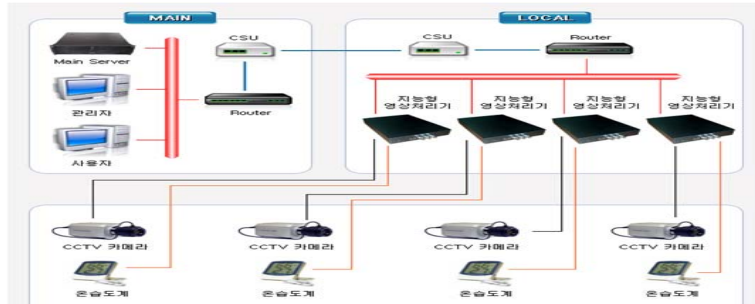 MAIN
LOCAL
CSU
CSU
Router
Main Server
관리자
Router
사용자
지능형
영상처리기
지능형
영상처리기
지능형
영상처리기
지능형
영상처리기
CCTV 카메라
CCTV 카메라
CCTV 카메라
CCTV 카메라
온습도계
온습도계
온습도계
온습도계